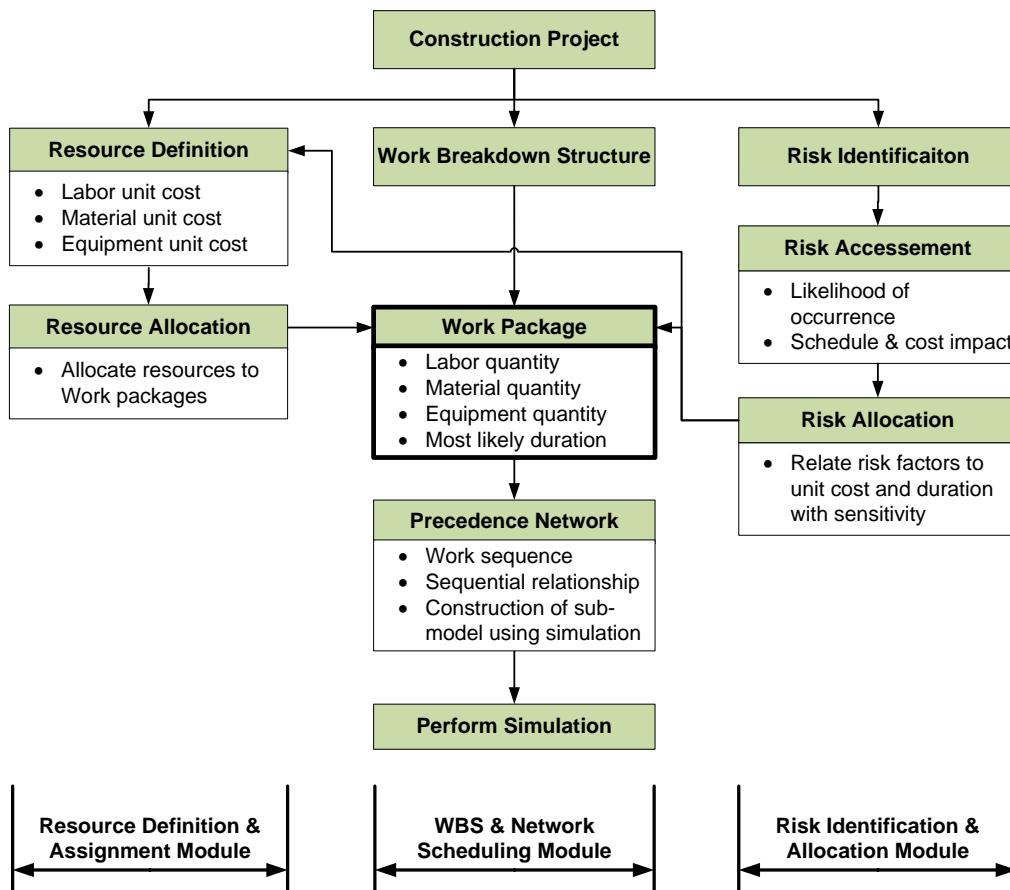 Construction Project
Resource Definition
• Labor unit cost
• Material unit cost
• Equipment unit cost
Work Breakdown Structure
Risk Identificaiton
Risk Accessement
• Likelihood of
occurrence
• Schedule & cost impact
Resource Allocation
• Allocate resources to
Work packages
Work Package
• Labor quantity
• Material quantity
• Equipment quantity
• Most likely duration
Risk Allocation
• Relate risk factors to
unit cost and duration
with sensitivity
Precedence Network
• Work sequence
• Sequential relationship
• Construction of sub-
model using simulation
Perform Simulation
Resource Definition &
Assignment Module
WBS & Network
Scheduling Module
Risk Identification &
Allocation Module